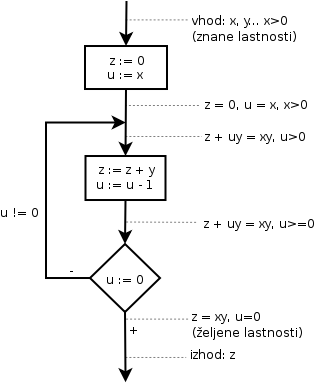 vhod: x, y... x>0
(znane lastnosti)
z := 0
u := x
z = 0, u = x, x>0
z + uy = xy, u>0
z := z + y
u := u - 1
u != 0
z + uy = xy, u>=0
u := 0
-
+
z = xy, u=0
(željene lastnosti)
izhod: z